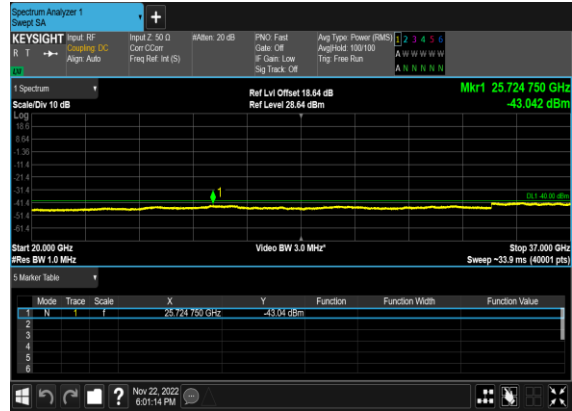 Spectrum Analyzer 1
Swept SA
+
KEYSIGHT Input: RF Input Z: 50 Ω #Atten: 20 dB PNO: Fast Avg Type: Power (RMS) 1 2 3 4 5 6
R T Coupling: DC Corr CCorr Gate: Off Avg|Hold: 100/100 A W W W W W
Align: Auto Freq Ref: Int (S) IF Gain: Low Trig: Free Run
Sig Track: Off A N N N N N
1 Spectrum
Ref Lvl Offset 18.64 dB Mkr1 25.724 750 GHz
Scale/Div 10 dB Ref Level 28.64 dBm -43.042 dBm
Log
18.6
8.64
-1.36
-11.4
-21.4
-31.4
1
DL1 -40.00 dBm
-41.4
-51.4
-61.4
Start 20.000 GHz Video BW 3.0 MHz* Stop 37.000 GHz
#Res BW 1.0 MHz Sweep ~33.9 ms (40001 pts)
5 Marker Table
Mode Trace Scale X Y Function Function Width Function Value
1 N 1 f 25.724 750 GHz -43.04 dBm
2
3
4
5
6
? Nov 22, 2022
6:01:14 PM